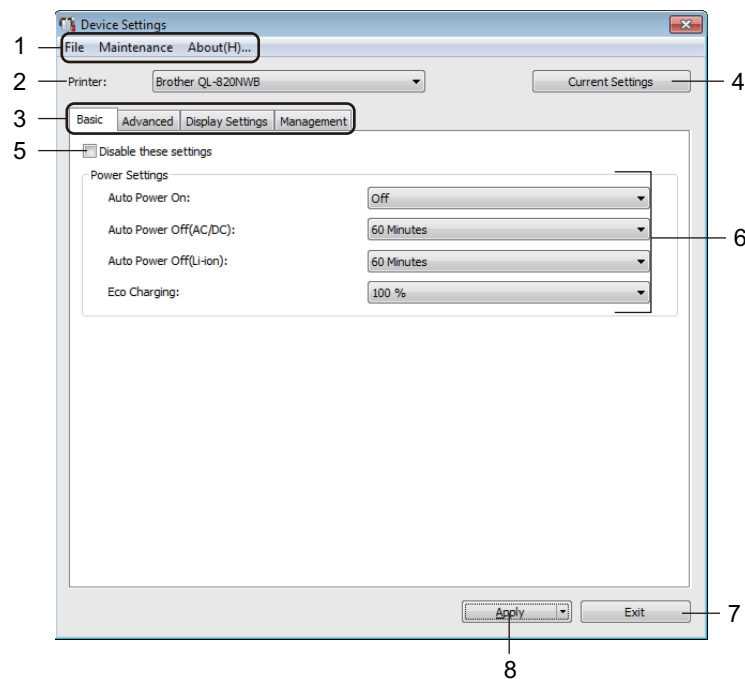 Device Settings
1
File Maintenance About(H)...
2
Printer: Brother QL-820NWB Current Settings
4
3
Basic Advanced Display Settings Management
5
Disable these settings
Power Settings
Auto Power On: Off
Auto Power Off(AC/DC): 60 Minutes
6
Auto Power Off(Li-ion): 60 Minutes
Eco Charging: 100 %
Apply Exit
7
8